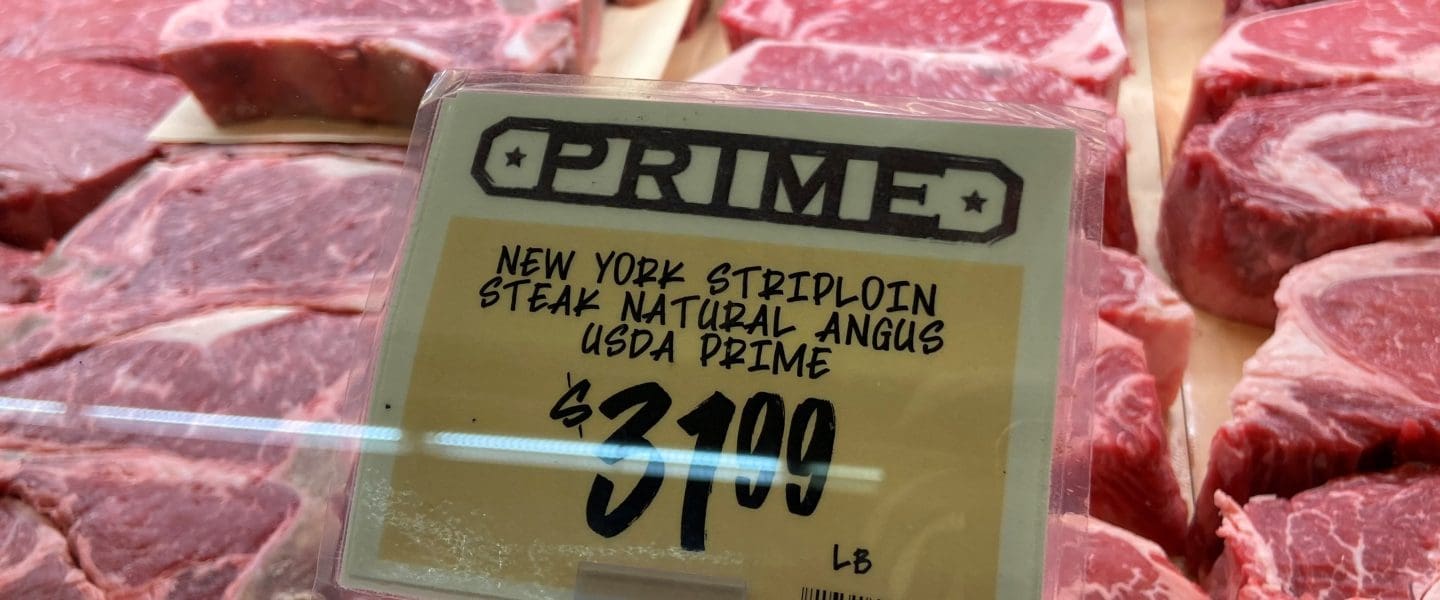 PRIME
NEW YORK STRIPLOIN
STEAK NATURAL ANGUS
USDA PRIME
$3199
LB